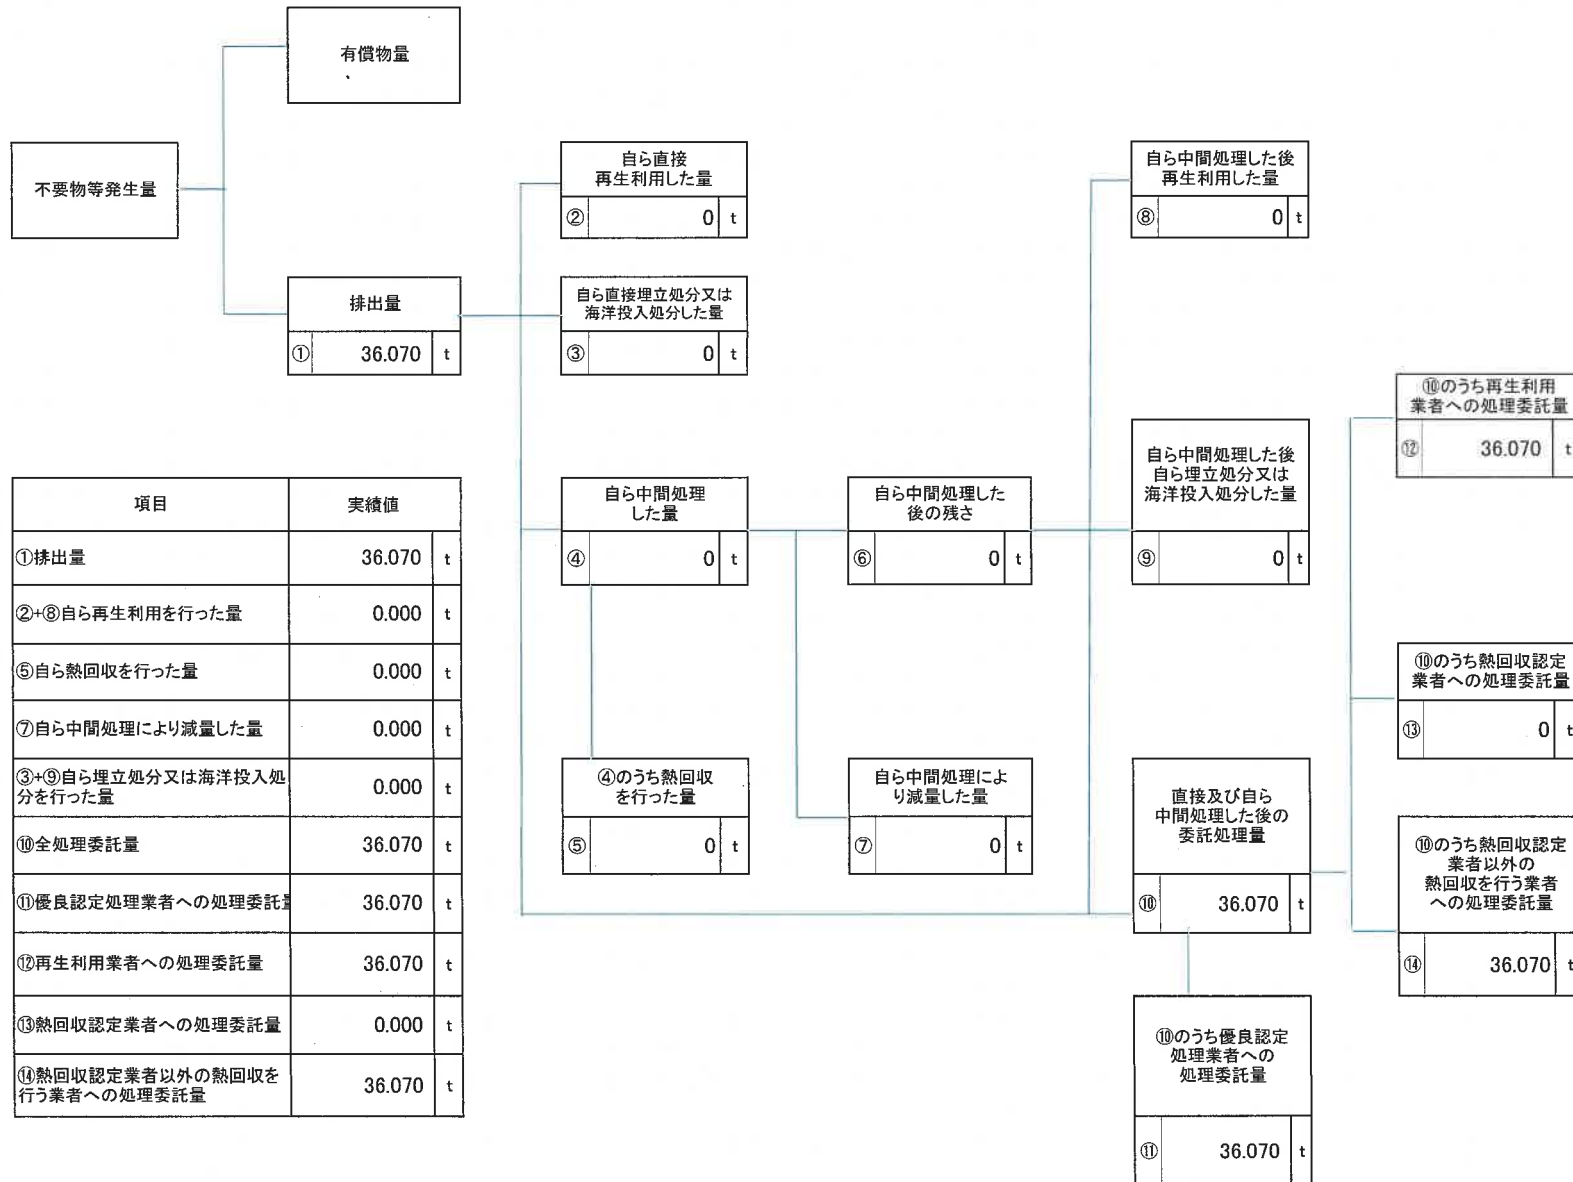 有償物量
不要物等発生量
排出量
① 36.070 t
自ら直接
再生利用した量
② 0 t
自ら直接埋立処分又は
海洋投入処分した量
③ 0 t
自ら中間処理
した量
④ 0 t
④のうち熱回収
を行った量
⑤ 0 t
自ら中間処理した
後の残さ
⑥ 0 t
自ら中間処理によ
り減量した量
⑦ 0 t
自ら中間処理した後
再生利用した量
⑧ 0 t
自ら中間処理した後
自ら埋立処分又は
海洋投入処分した量
⑨ 0 t
直接及び自ら
中間処理した後の
委託処理量
⑩ 36.070 t
⑩のうち優良認定
処理業者への
処理委託量
⑪ 36.070 t
⑩のうち再生利用
業者への処理委託量
⑫ 36.070 t
⑩のうち熱回収認定
業者への処理委託量
⑬ 0 t
⑩のうち熱回収認定
業者以外の
熱回収を行う業者
への処理委託量
⑭ 36.070 t
項目 実績値
①排出量 36.070 t
②+⑧自ら再生利用を行った量 0.000 t
⑤自ら熱回収を行った量 0.000 t
⑦自ら中間処理により減量した量 0.000 t
③+⑨自ら埋立処分又は海洋投入処
分を行った量 0.000 t
⑩全処理委託量 36.070 t
⑪優良認定処理業者への処理委託量 36.070 t
⑫再生利用業者への処理委託量 36.070 t
⑬熱回収認定業者への処理委託量 0.000 t
⑭熱回収認定業者以外の熱回収を
行う業者への処理委託量 36.070 t